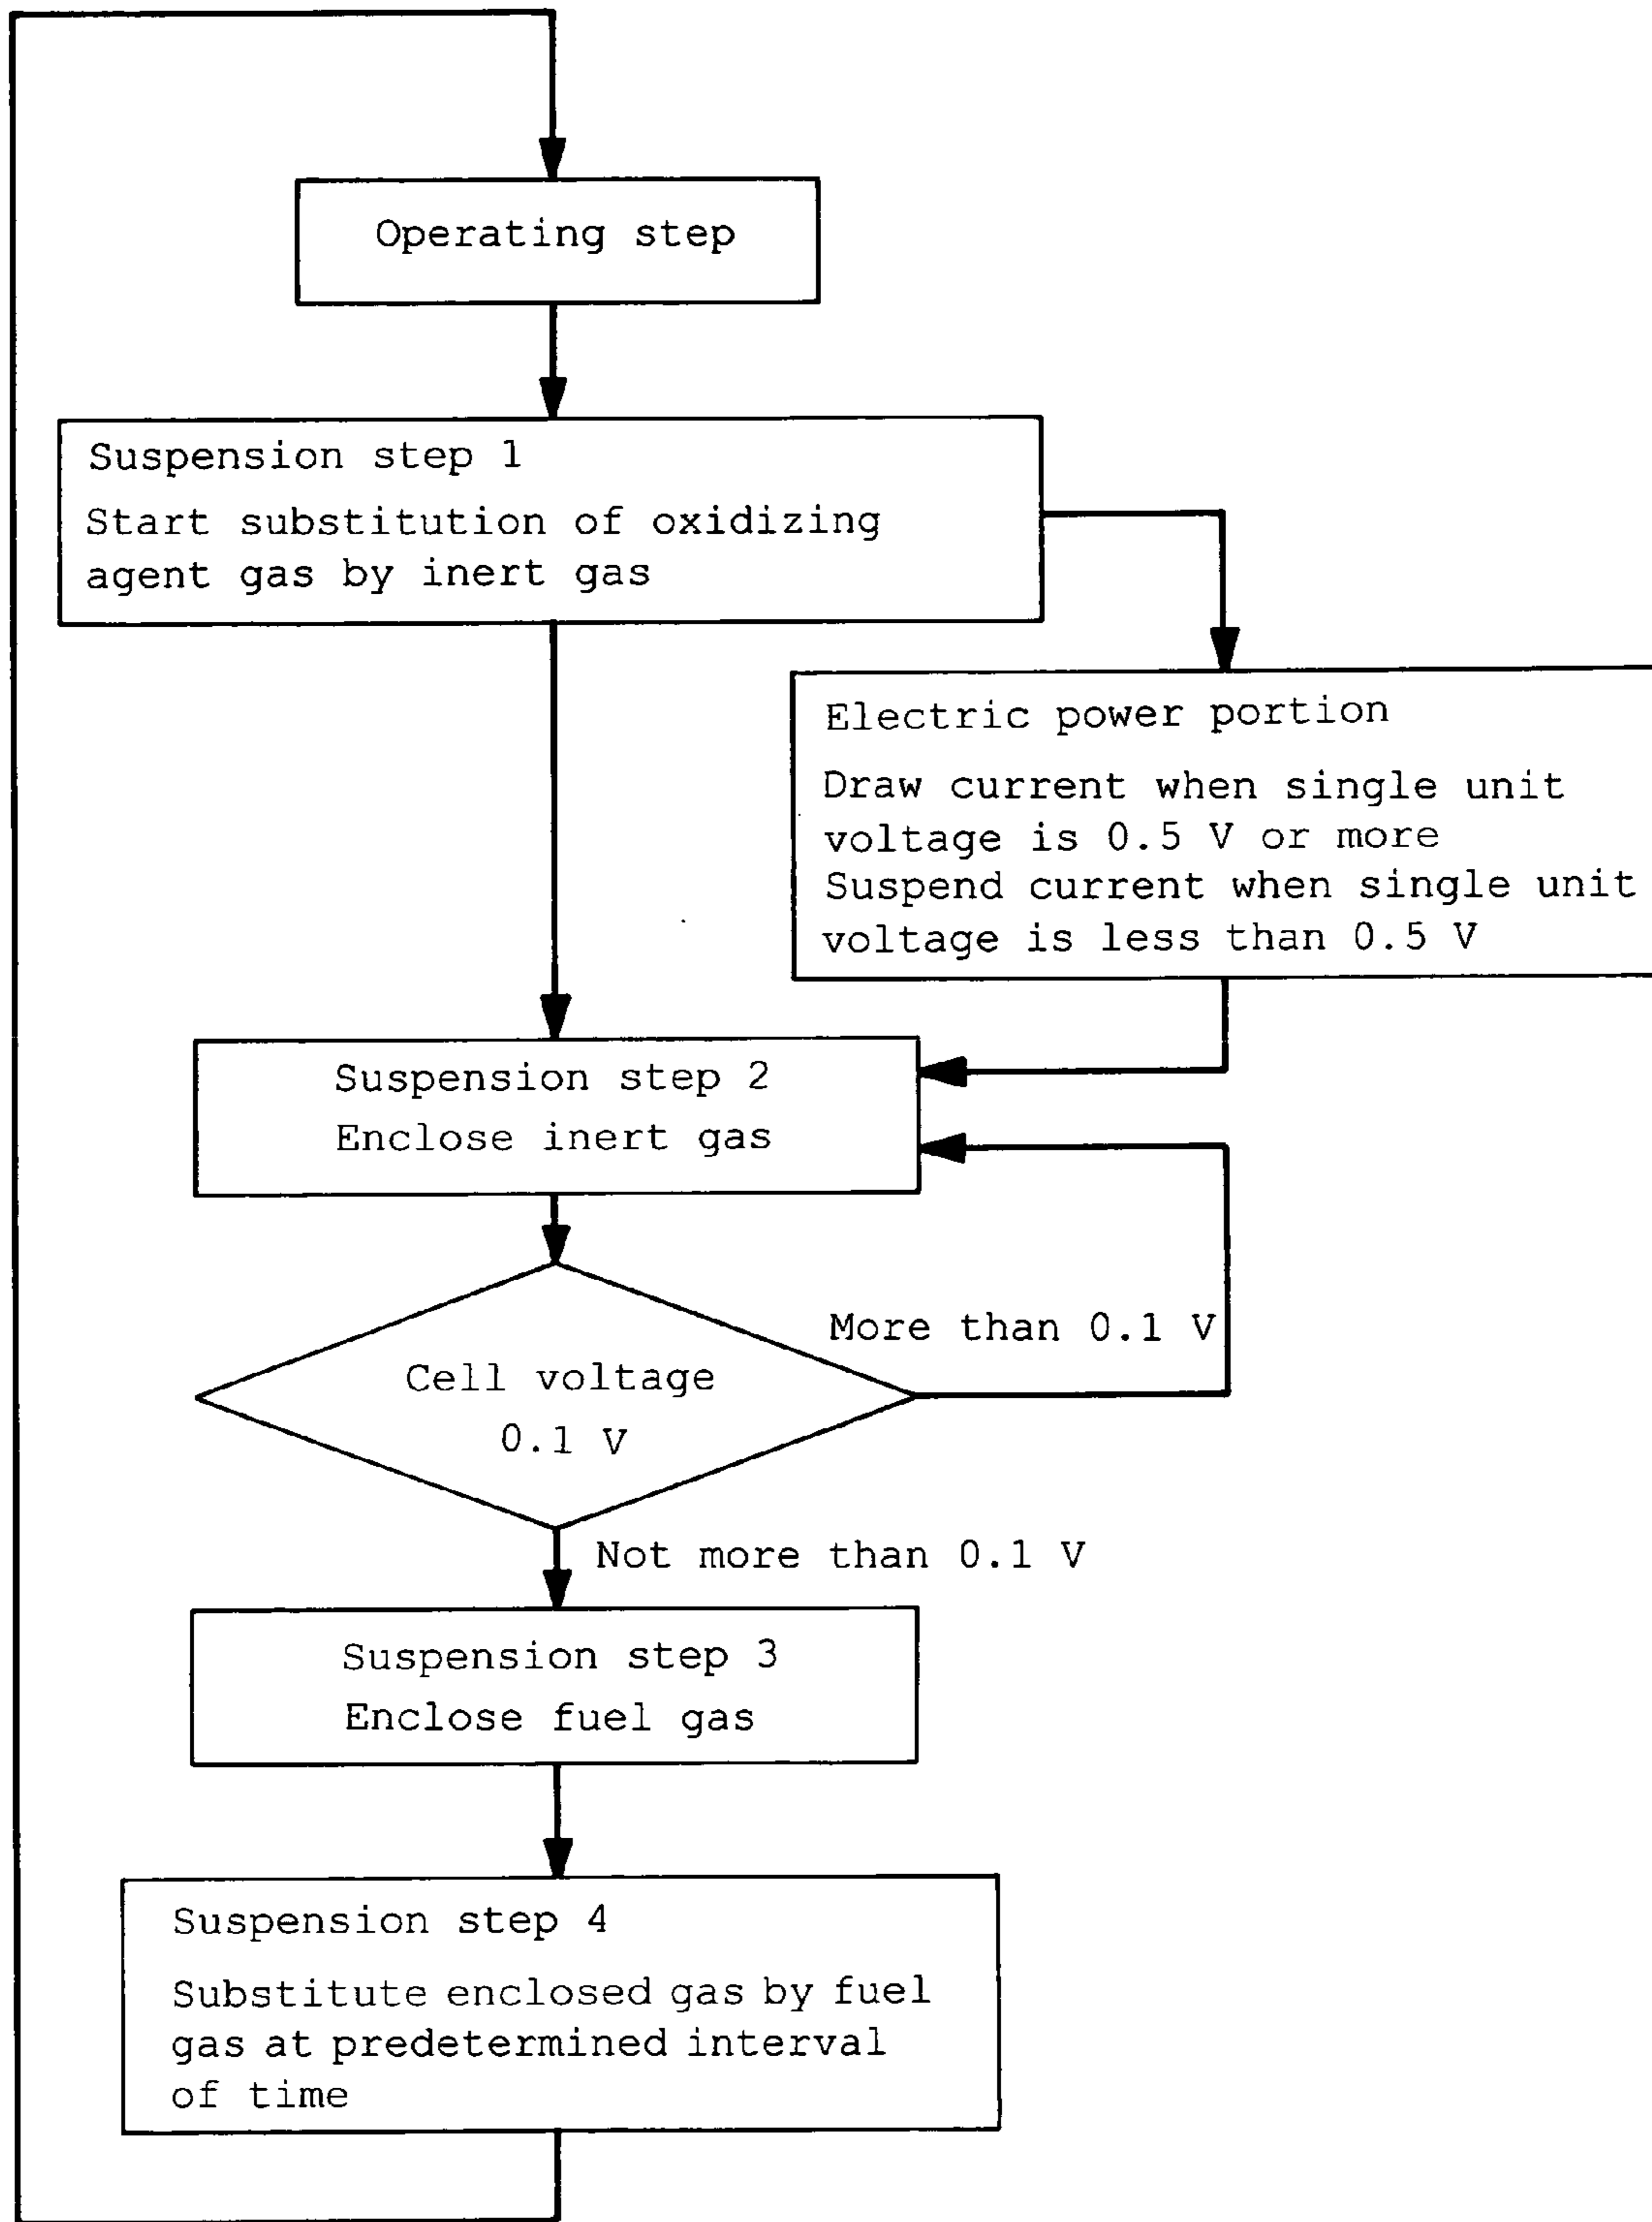 Operating step
Suspension step 1
Start substitution of oxidizing
agent gas by inert gas
Electric power portion
Draw current when single unit
voltage is 0.5 V or more
Suspend current when single unit
voltage is less than 0.5 V
Suspension step 2
Enclose inert gas
More than 0.1 V
Cell voltage
0.1 V
Not more than 0.1 V
Suspension step 3
Enclose fuel gas
Suspension step 4
Substitute enclosed gas by fuel
gas at predetermined interval
of time